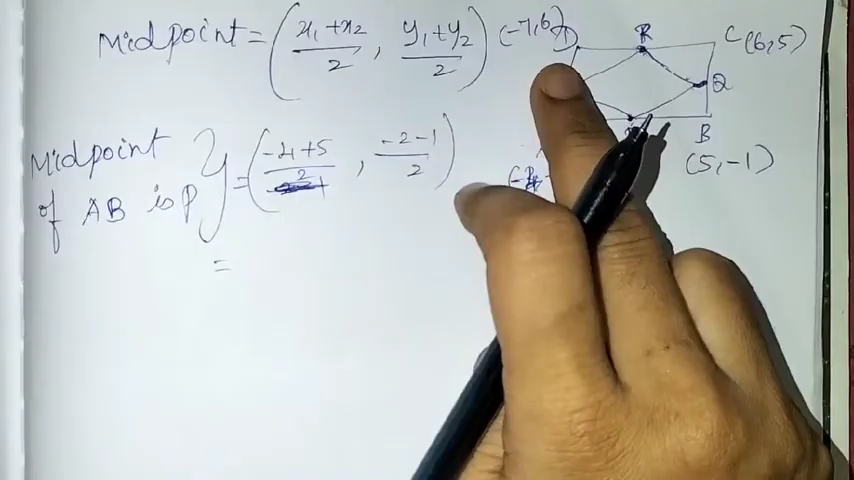 Midpoint = (x₁+x₂/2, y₁+y₂/2)
(-7,6) D
R
C (6,5)
Q
B
(5,-1)
Midpoint of AB is P } = (-4+5/2, -2-1/2)
=